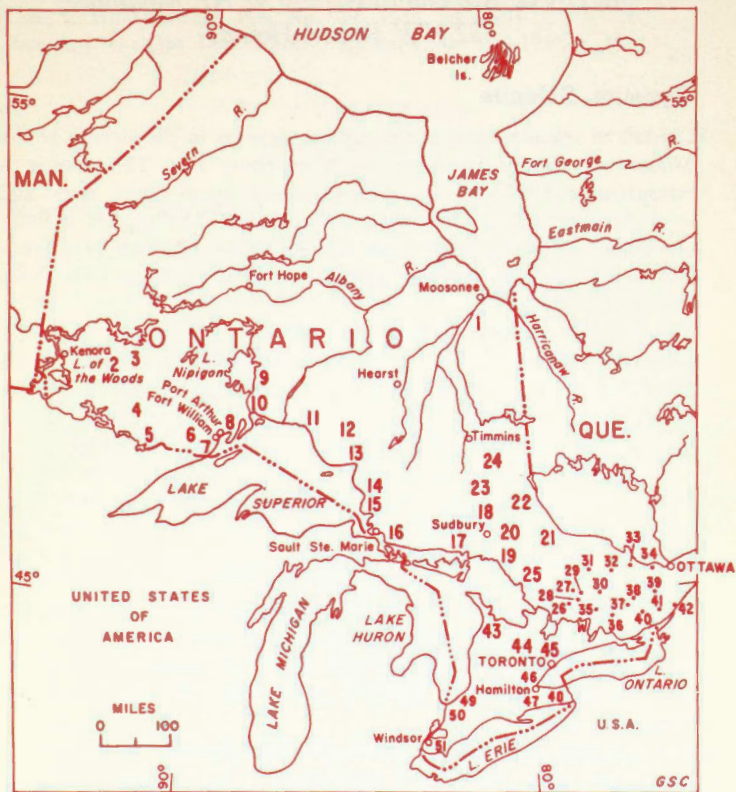 90°
80°
HUDSON BAY
Belcher
Is.
55°
55°
Severn R.
MAN.
JAMES
BAY
Fort George R.
Eastmain R.
Fort Hope
Albany R.
Moosonee
1
Harricanaw R.
ONTARIO
Kenora
2 3
L. of
the Woods
L.
Nipigon
9
Hearst
Port Arthur
Fort William
10
4
5
6
7
8
11
12
13
Timmins
QUE.
24
14
23
22
15
18
LAKE
SUPERIOR
16
17
Sudbury
20
21
19
33
34
Sault Ste. Marie
OTTAWA
31
32
29
45°
45°
25
27
30
39
28
38
26
35
37
41
42
36
40
UNITED STATES
OF
AMERICA
LAKE
HURON
LAKE MICHIGAN
43
44
45
TORONTO
L.
ONTARIO
46
Hamilton
47
40
49
50
MILES
0 100
Windsor
51
L. ERIE
U.S.A.
90°
80°
GSC